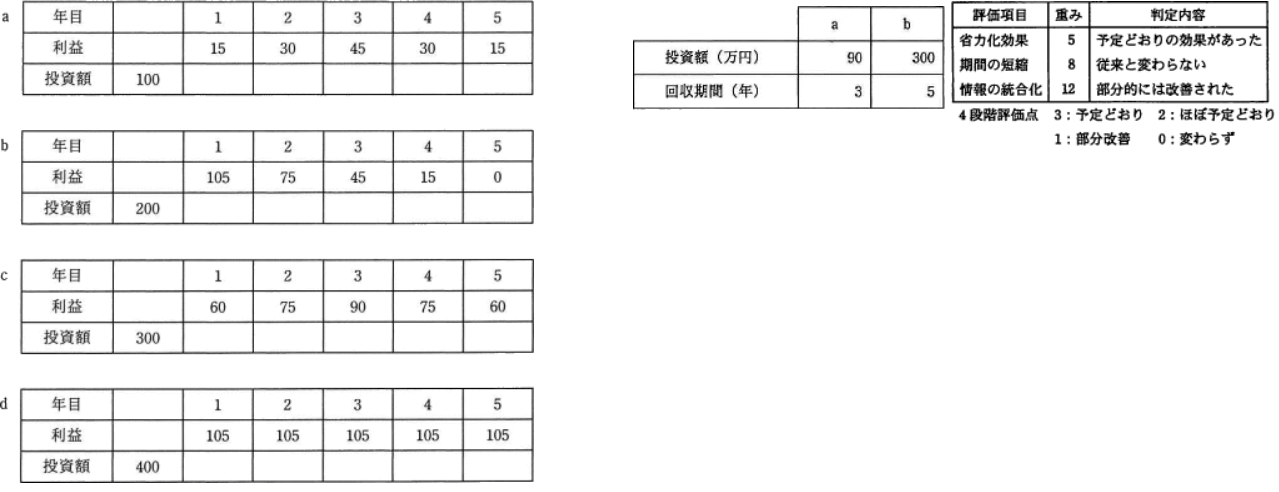 a 年目 1 2 3 4 5
利益 15 30 45 30 15
投資額 100
b 年目 1 2 3 4 5
利益 105 75 45 15 0
投資額 200
c 年目 1 2 3 4 5
利益 60 75 90 75 60
投資額 300
d 年目 1 2 3 4 5
利益 105 105 105 105 105
投資額 400
a b
投資額（万円） 90 300
回収期間（年） 3 5
評価項目 重み 判定内容
省力化効果 5 予定どおりの効果があった
期間の短縮 8 従来と変わらない
情報の統合化 12 部分的には改善された
4段階評価点 3：予定どおり 2：ほぼ予定どおり
1：部分改善 0：変わらず